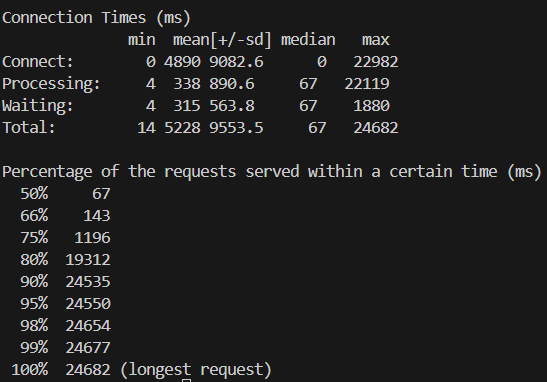 Connection Times (ms)
              min  mean[+/-sd] median   max
Connect:        0 4890 9082.6      0   22982
Processing:     4  338 890.6     67   22119
Waiting:        4  315 563.8     67    1880
Total:         14 5228 9553.5     67   24682

Percentage of the requests served within a certain time (ms)
  50%     67
  66%    143
  75%   1196
  80%  19312
  90%  24535
  95%  24550
  98%  24654
  99%  24677
 100%  24682 (longest request)